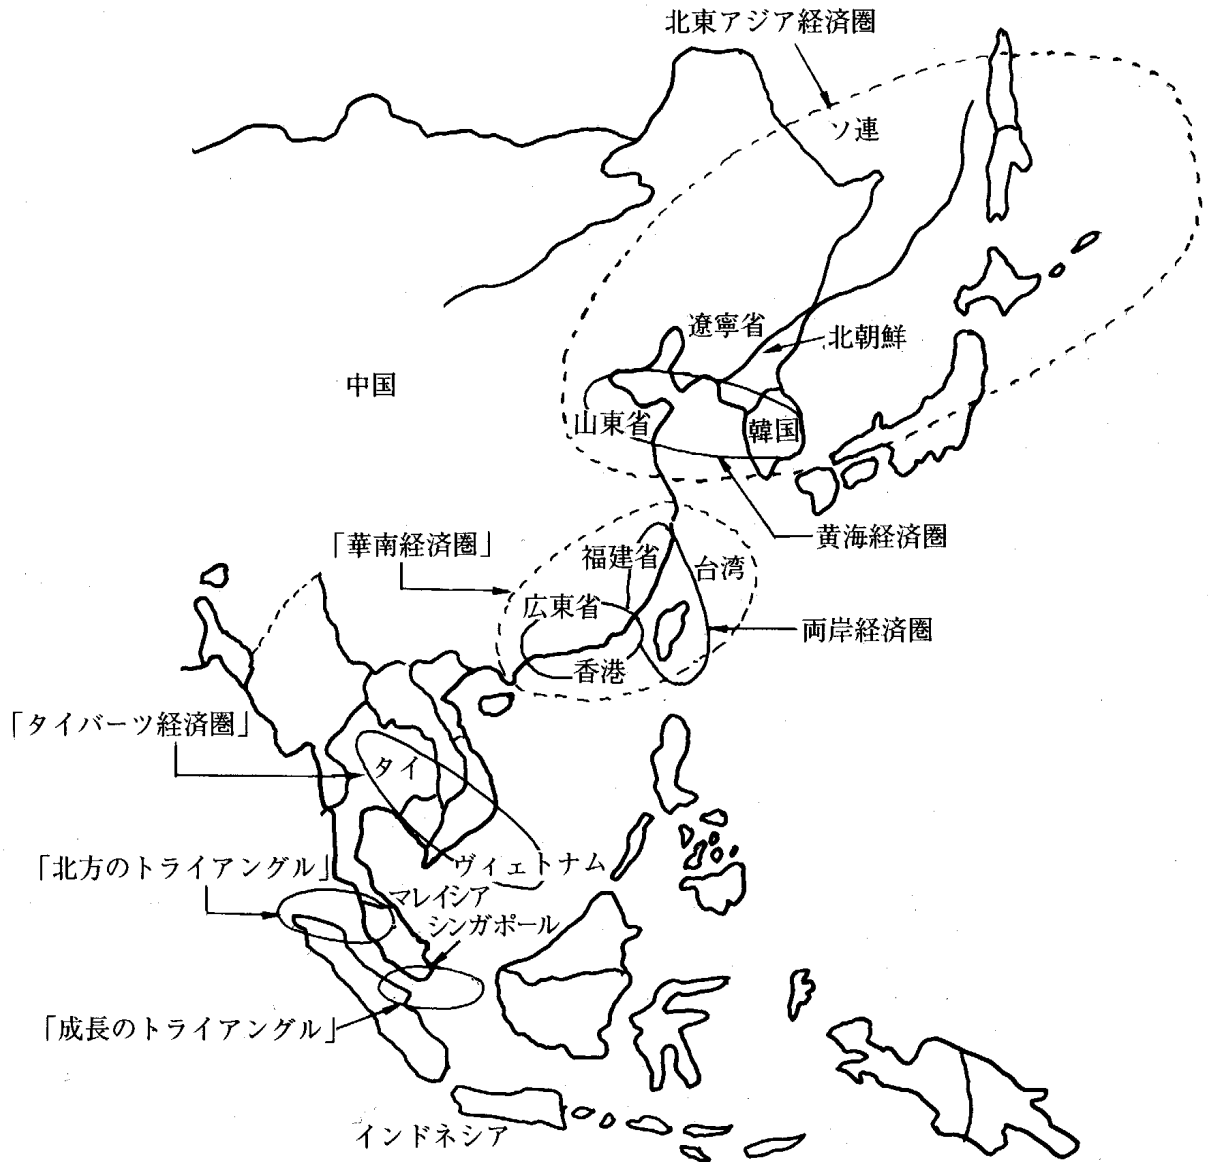 北東アジア経済圏
ソ連
遼寧省
北朝鮮
中国
山東省
韓国
黄海経済圏
「華南経済圏」
福建省
台湾
広東省
両岸経済圏
香港
「タイバーツ経済圏」
タイ
「北方のトライアングル」
ヴィェトナム
マレイシア
シンガポール
「成長のトライアングル」
インドネシア